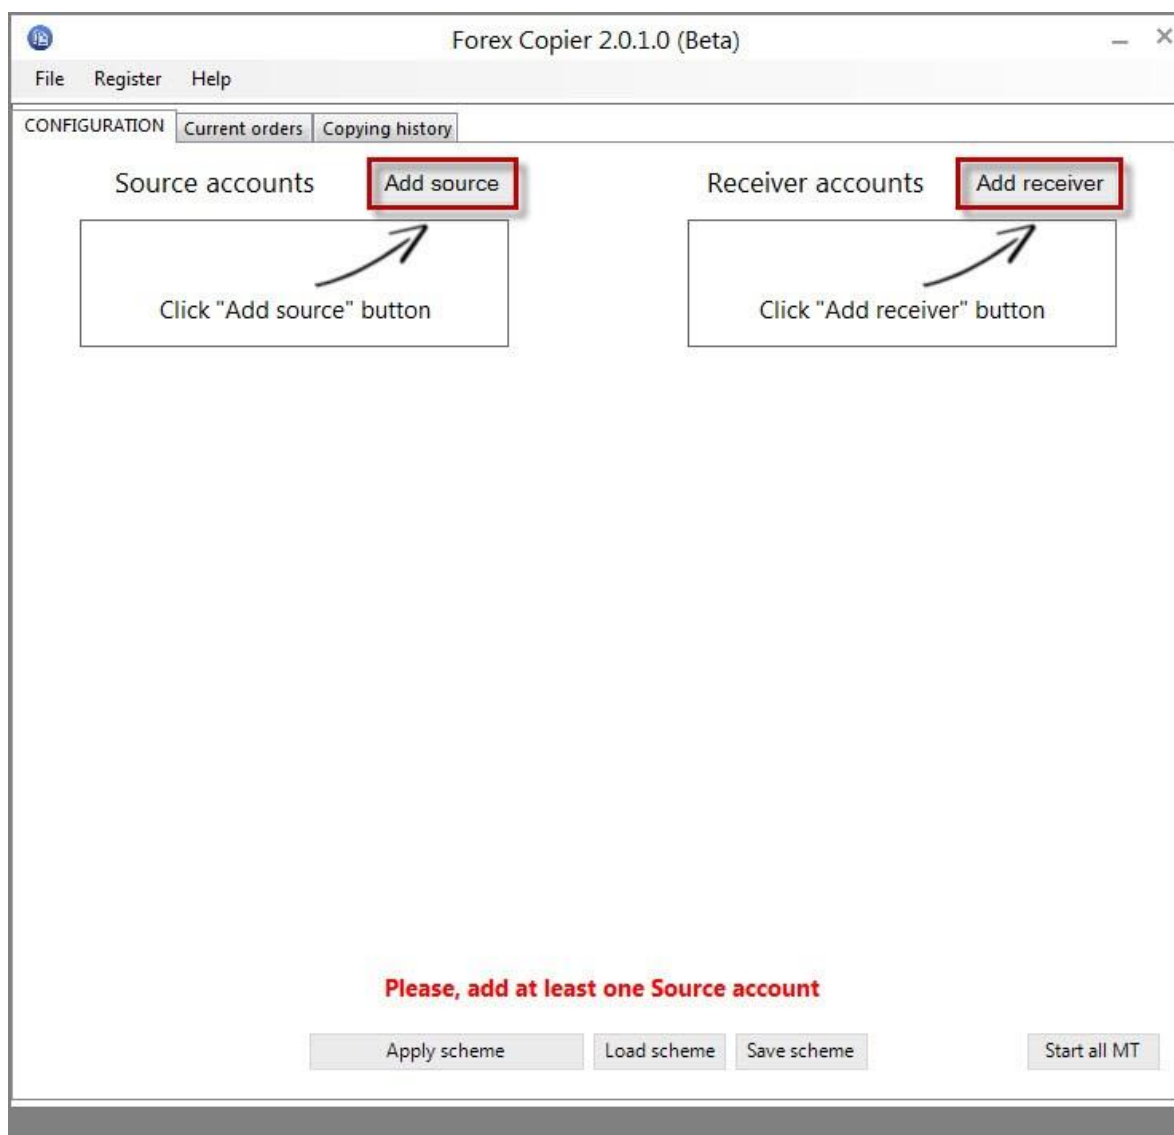 Forex Copier 2.0.1.0 (Beta)
File Register Help
CONFIGURATION Current orders Copying history
Source accounts Add source Receiver accounts Add receiver
Click "Add source" button Click "Add receiver" button
Please, add at least one Source account
Apply scheme Load scheme Save scheme Start all MT